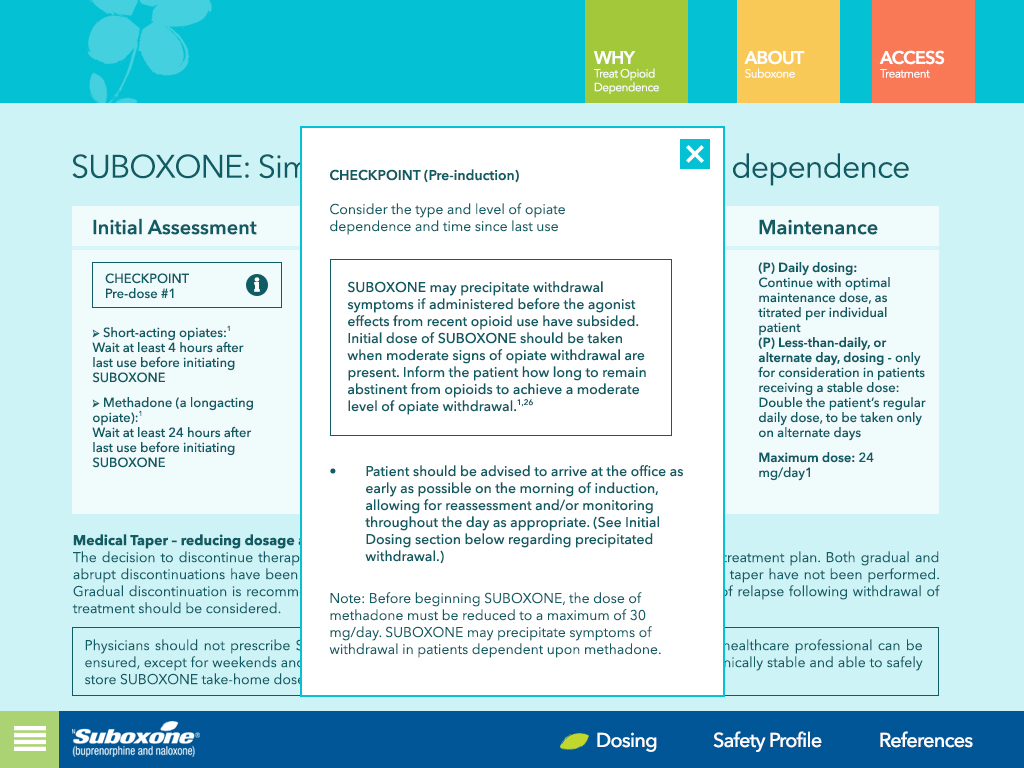 WHY
Treat Opioid
Dependence
ABOUT
Suboxone
ACCESS
Treatment
SUBOXONE: Sim
dependence
Initial Assessment
CHECKPOINT
Pre-dose #1
➢ Short-acting opiates:1
Wait at least 4 hours after
last use before initiating
SUBOXONE
➢ Methadone (a longacting
opiate):1
Wait at least 24 hours after
last use before initiating
SUBOXONE
CHECKPOINT (Pre-induction)
Consider the type and level of opiate
dependence and time since last use
SUBOXONE may precipitate withdrawal
symptoms if administered before the agonist
effects from recent opioid use have subsided.
Initial dose of SUBOXONE should be taken
when moderate signs of opiate withdrawal are
present. Inform the patient how long to remain
abstinent from opioids to achieve a moderate
level of opiate withdrawal.1,26
• Patient should be advised to arrive at the office as
early as possible on the morning of induction,
allowing for reassessment and/or monitoring
throughout the day as appropriate. (See Initial
Dosing section below regarding precipitated
withdrawal.)
Note: Before beginning SUBOXONE, the dose of
methadone must be reduced to a maximum of 30
mg/day. SUBOXONE may precipitate symptoms of
withdrawal in patients dependent upon methadone.
Maintenance
(P) Daily dosing:
Continue with optimal
maintenance dose, as
titrated per individual
patient
(P) Less-than-daily, or
alternate day, dosing - only
for consideration in patients
receiving a stable dose:
Double the patient's regular
daily dose, to be taken only
on alternate days
Maximum dose: 24
mg/day1
Medical Taper – reducing dosage a
The decision to discontinue therap
treatment plan. Both gradual and
abrupt discontinuations have been
taper have not been performed.
Gradual discontinuation is recomm
of relapse following withdrawal of
treatment should be considered.
Physicians should not prescribe S
healthcare professional can be
ensured, except for weekends and
nically stable and able to safely
store SUBOXONE take-home dose
Suboxone®
(buprenorphine and naloxone)
Dosing
Safety Profile
References